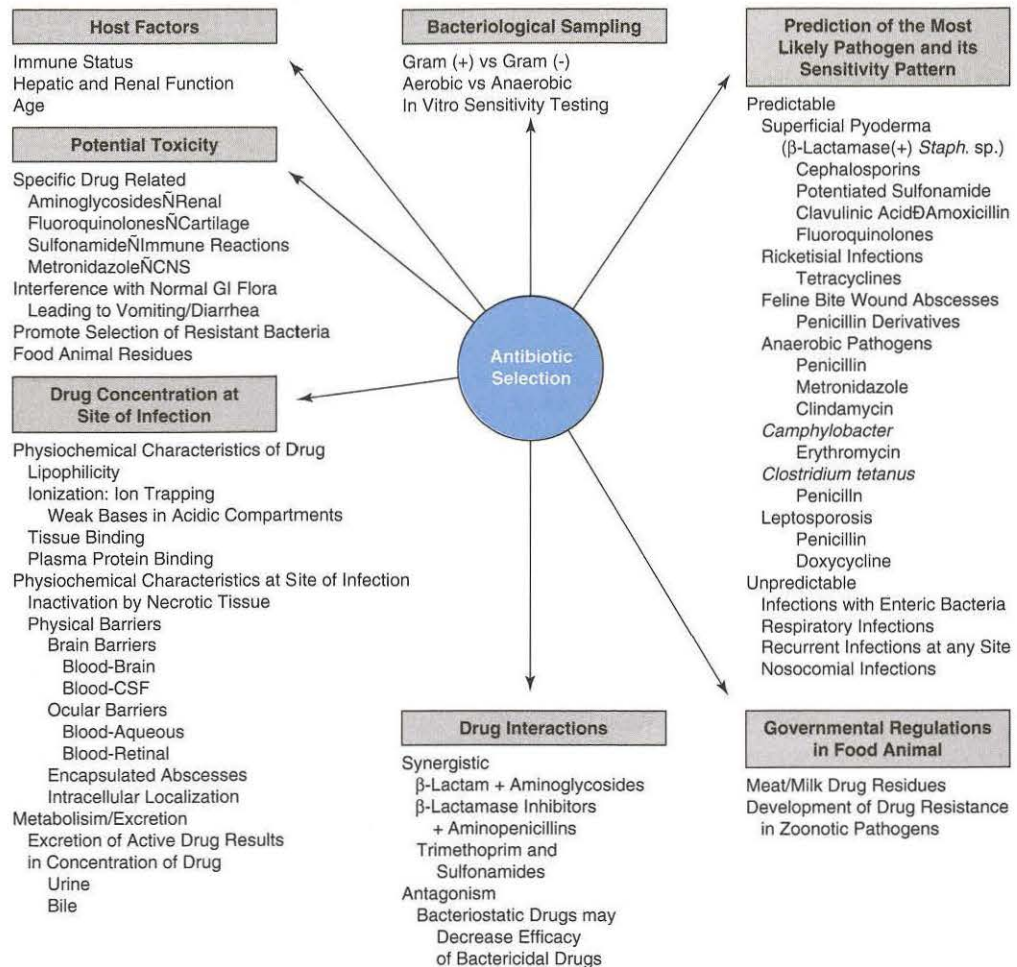 Host Factors
Immune Status
Hepatic and Renal Function
Age
Potential Toxicity
Specific Drug Related
AminoglycosidesÑRenal
FluoroquinolonesÑCartilage
SulfonamideÑImmune Reactions
MetronidazoleÑCNS
Interference with Normal GI Flora
Leading to Vomiting/Diarrhea
Promote Selection of Resistant Bacteria
Food Animal Residues
Drug Concentration at
Site of Infection
Physiochemical Characteristics of Drug
Lipophilicity
Ionization: Ion Trapping
Weak Bases in Acidic Compartments
Tissue Binding
Plasma Protein Binding
Physiochemical Characteristics at Site of Infection
Inactivation by Necrotic Tissue
Physical Barriers
Brain Barriers
Blood-Brain
Blood-CSF
Ocular Barriers
Blood-Aqueous
Blood-Retinal
Encapsulated Abscesses
Intracellular Localization
Metabolisim/Excretion
Excretion of Active Drug Results
in Concentration of Drug
Urine
Bile
Bacteriological Sampling
Gram (+) vs Gram (-)
Aerobic vs Anaerobic
In Vitro Sensitivity Testing
Antibiotic
Selection
Drug Interactions
Synergistic
β-Lactam + Aminoglycosides
β-Lactamase Inhibitors
+ Aminopenicillins
Trimethoprim and
Sulfonamides
Antagonism
Bacteriostatic Drugs may
Decrease Efficacy
of Bactericidal Drugs
Prediction of the Most
Likely Pathogen and its
Sensitivity Pattern
Predictable
Superficial Pyoderma
(β-Lactamase(+) Staph. sp.)
Cephalosporins
Potentiated Sulfonamide
Clavulinic AcidÐAmoxicillin
Fluoroquinolones
Ricketisial Infections
Tetracyclines
Feline Bite Wound Abscesses
Penicillin Derivatives
Anaerobic Pathogens
Penicillin
Metronidazole
Clindamycin
Camphylobacter
Erythromycin
Clostridium tetanus
Penicilln
Leptosporosis
Penicillin
Doxycycline
Unpredictable
Infections with Enteric Bacteria
Respiratory Infections
Recurrent Infections at any Site
Nosocomial Infections
Governmental Regulations
in Food Animal
Meat/Milk Drug Residues
Development of Drug Resistance
in Zoonotic Pathogens